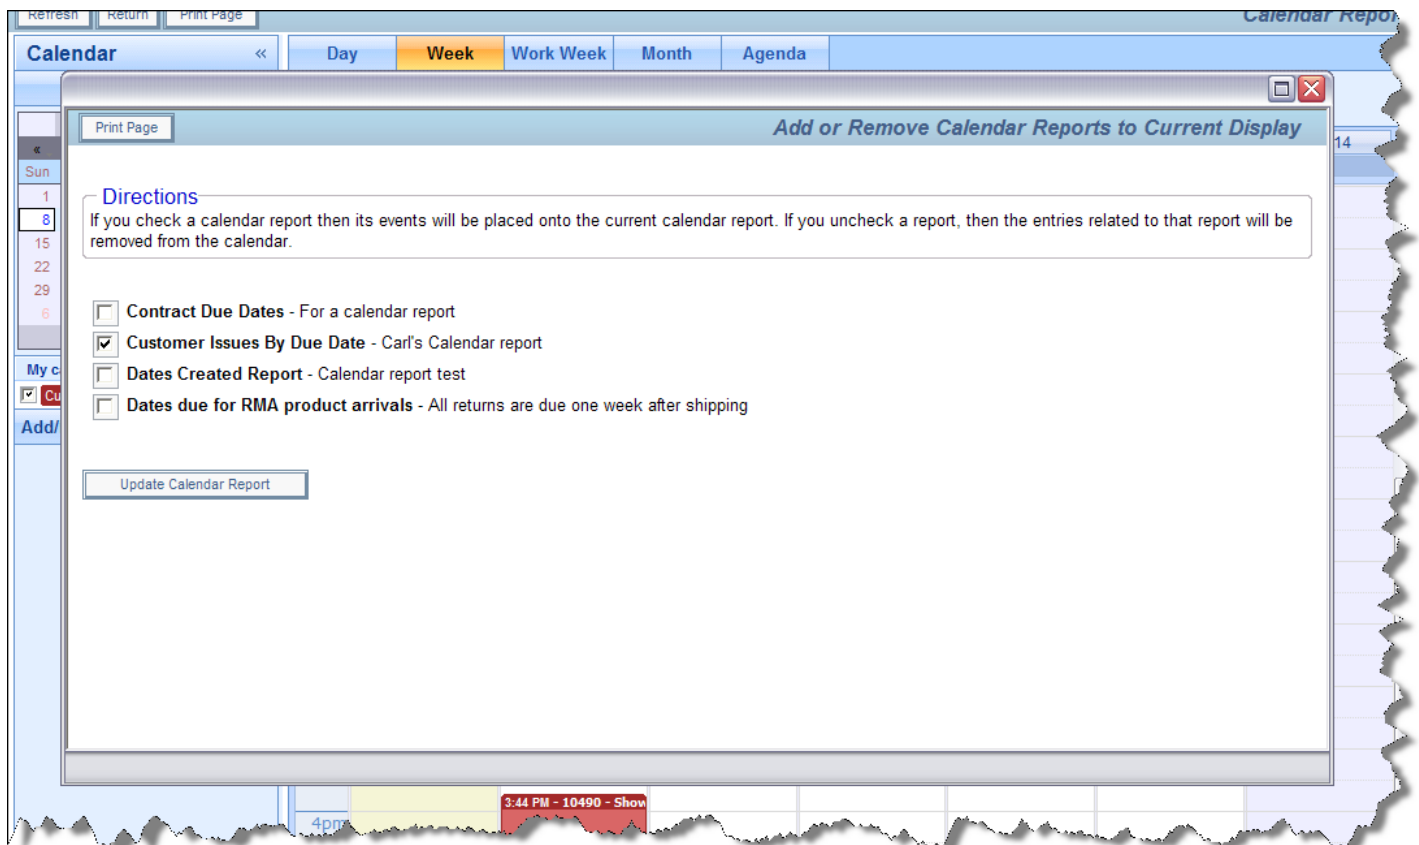 Refresh Return Print Page Calendar Repor
Calendar « Day Week Work Week Month Agenda
Print Page Add or Remove Calendar Reports to Current Display
14
«
Sun
1
8
15
22
29
6
Directions
If you check a calendar report then its events will be placed onto the current calendar report. If you uncheck a report, then the entries related to that report will be
removed from the calendar.
Contract Due Dates - For a calendar report
Customer Issues By Due Date - Carl's Calendar report
Dates Created Report - Calendar report test
Dates due for RMA product arrivals - All returns are due one week after shipping
My c
Cu
Add/
Update Calendar Report
3:44 PM - 10490 - Show
4pm